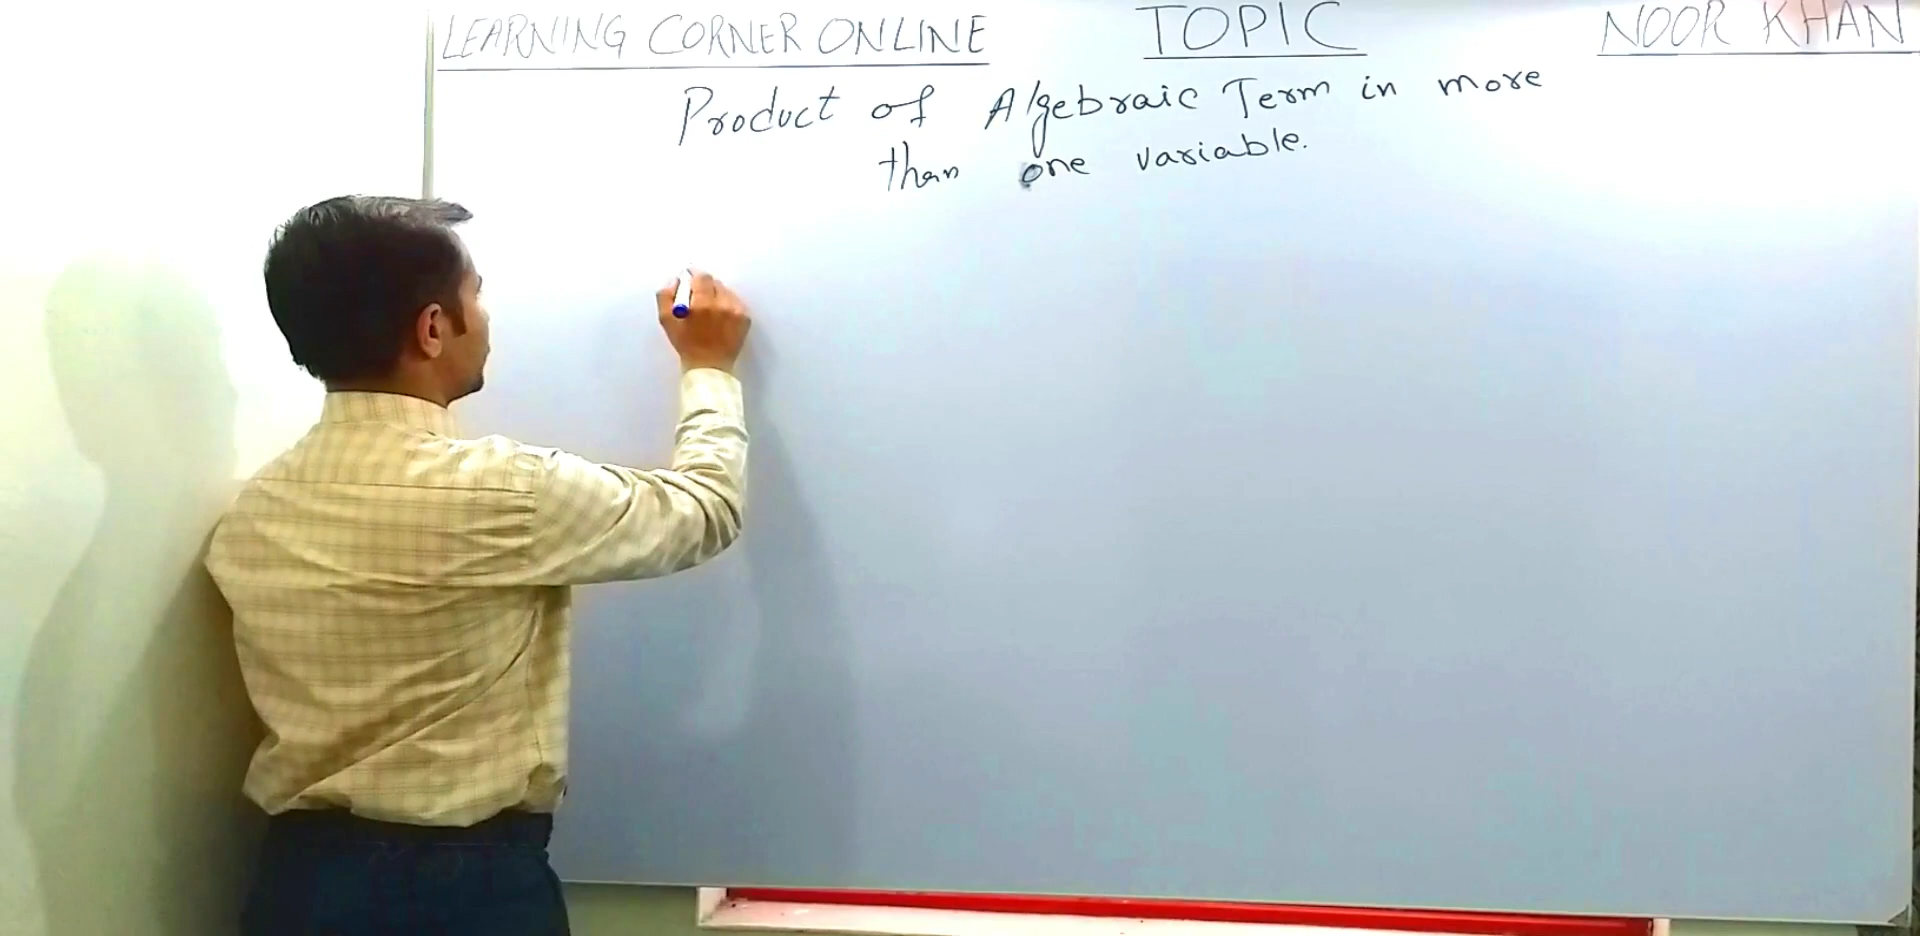 LEARNING CORNER ONLINE TOPIC NOOR KHAN
Product of Algebraic Term in more
than one variable.